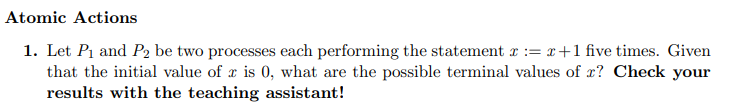 Atomic Actions
1. Let P₁ and P₂ be two processes each performing the statement x := x+1 five times. Given
that the initial value of x is 0, what are the possible terminal values of x? Check your
results with the teaching assistant!